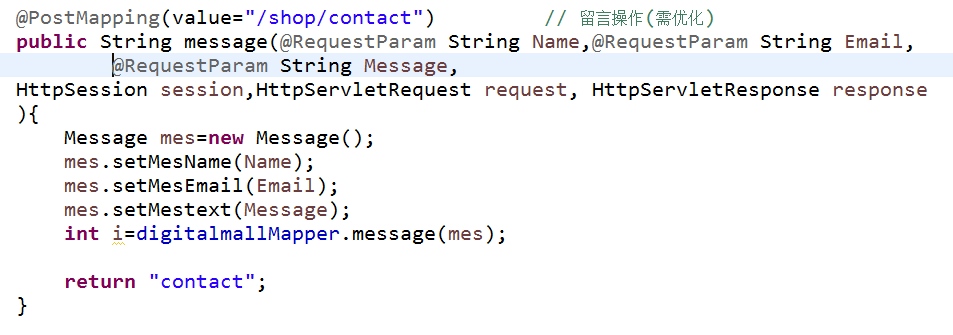 @PostMapping(value="/shop/contact")         // 留言操作(需优化)
public String message(@RequestParam String Name,@RequestParam String Email,
        @RequestParam String Message,
HttpSession session,HttpServletRequest request, HttpServletResponse response
){
    Message mes=new Message();
    mes.setMesName(Name);
    mes.setMesEmail(Email);
    mes.setMestext(Message);
    int i=digitalmallMapper.message(mes);

    return "contact";
}